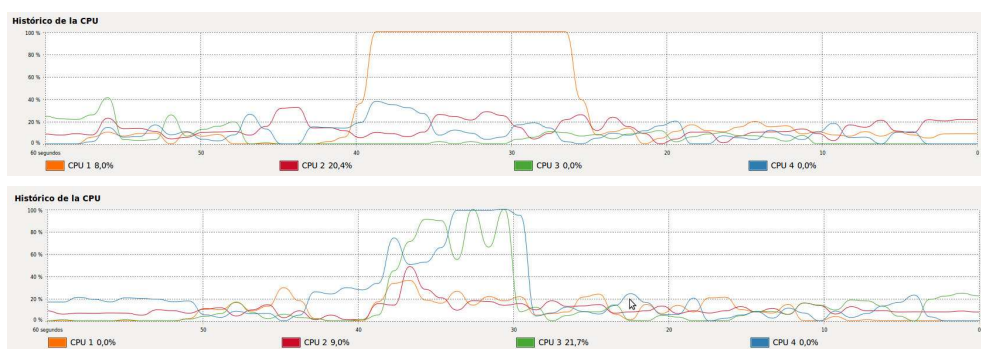 Histórico de la CPU
100 %
80 %
60 %
40 %
20 %
0 %
60 segundos 50 40 30 20 10 0
CPU 1 8,0% CPU 2 20,4% CPU 3 0,0% CPU 4 0,0%
Histórico de la CPU
100 %
80 %
60 %
40 %
20 %
0 %
60 segundos 50 40 30 20 10 0
CPU 1 0,0% CPU 2 9,0% CPU 3 21,7% CPU 4 0,0%